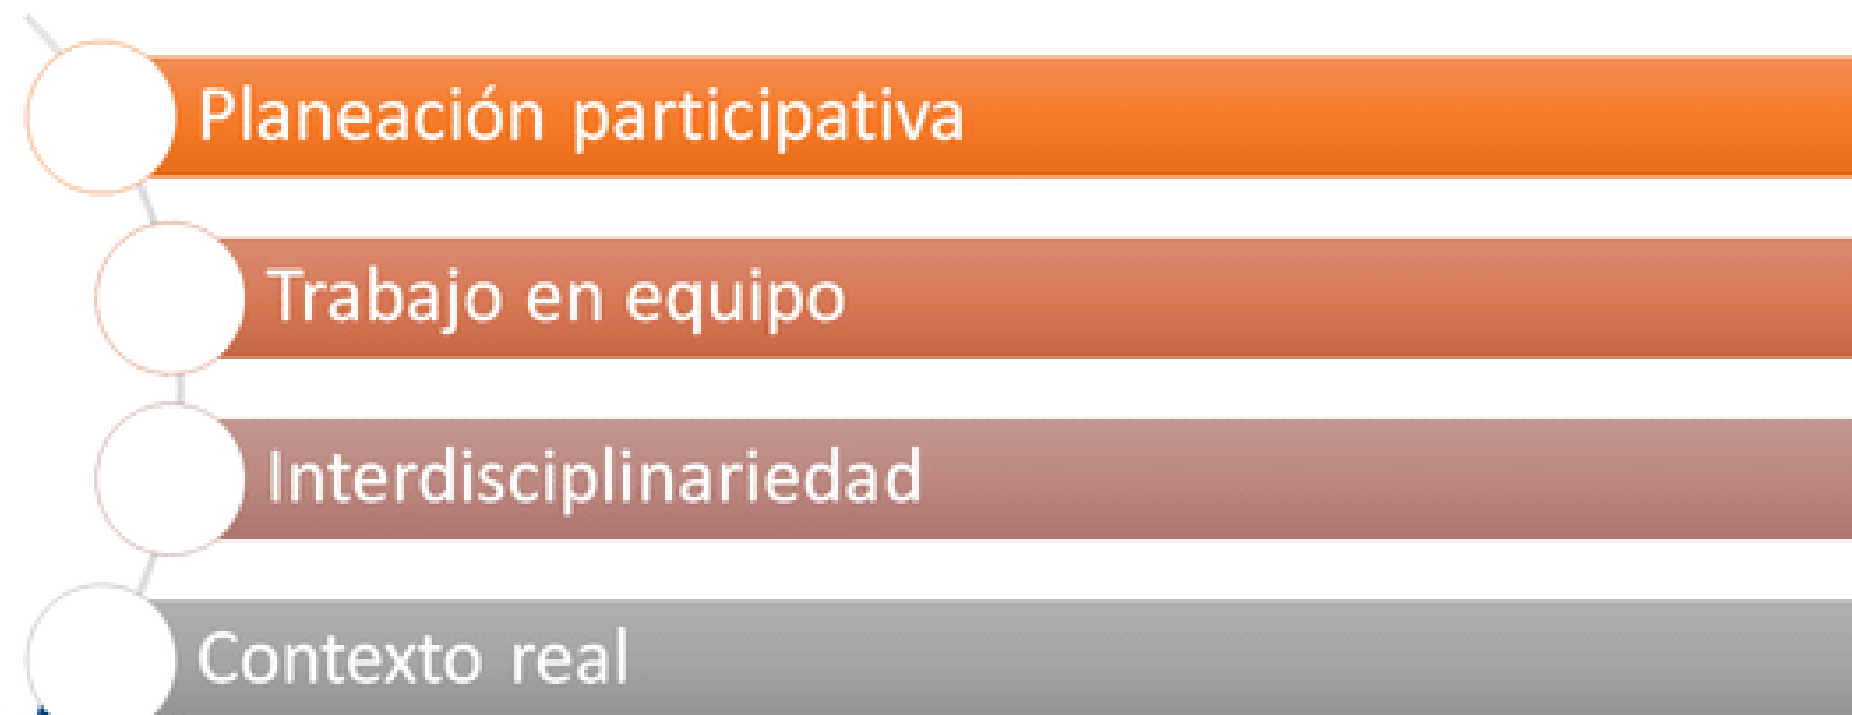 Planeación participativa
Trabajo en equipo
Interdisciplinariedad
Contexto real